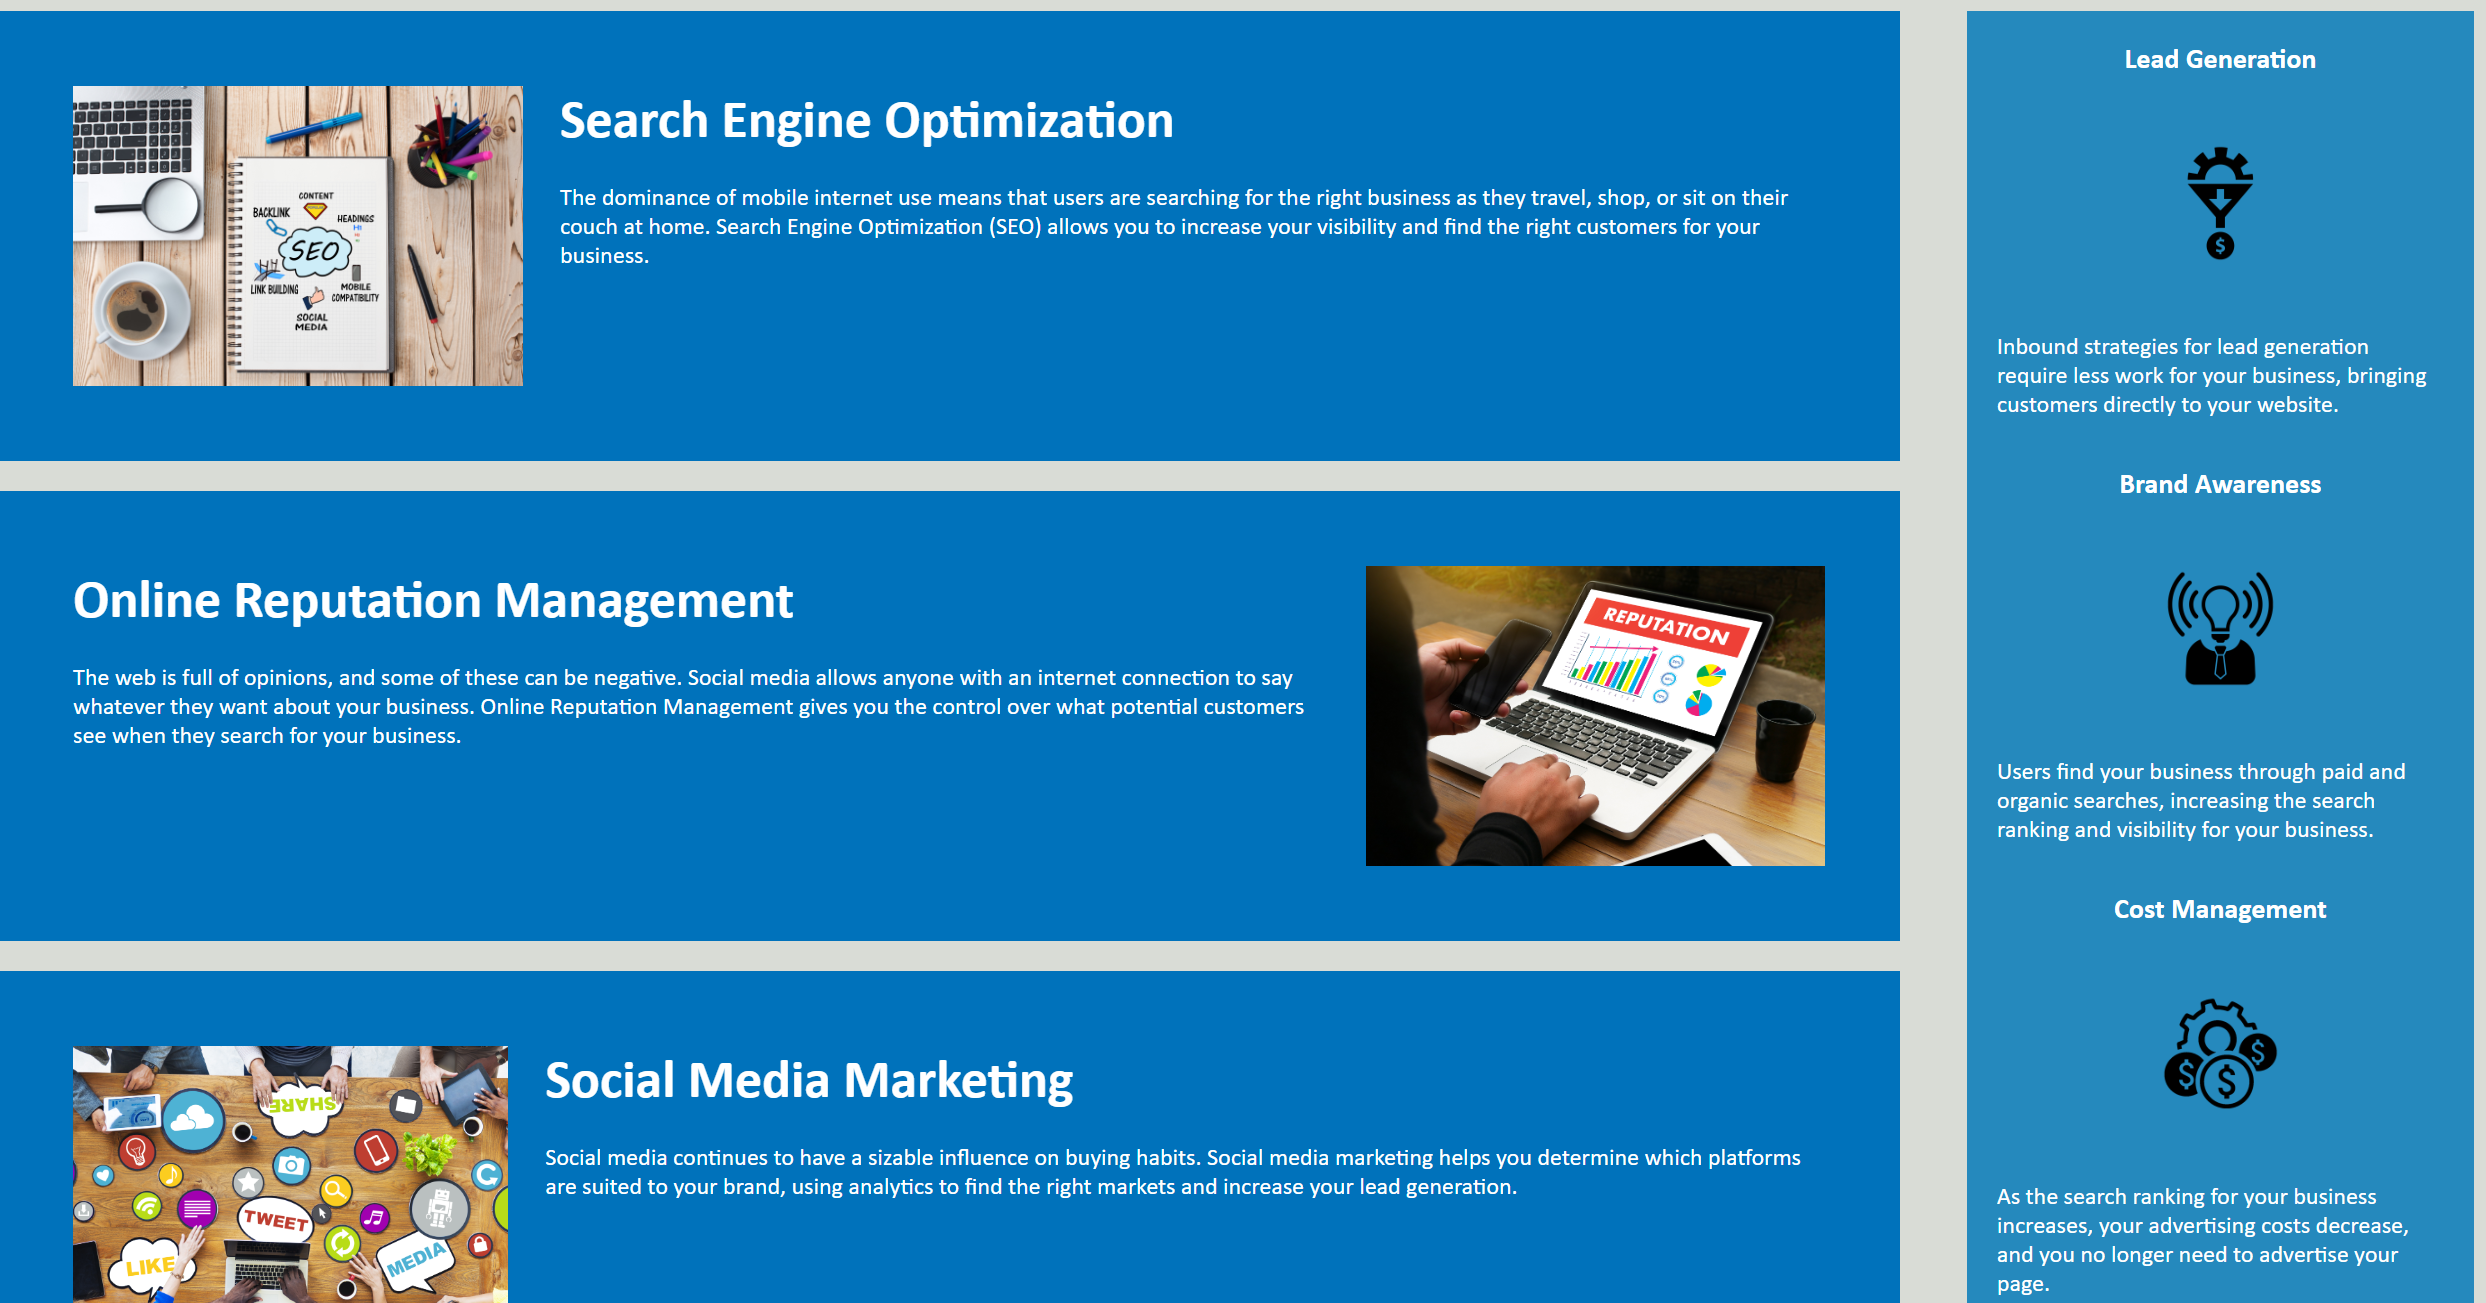 Search Engine Optimization
The dominance of mobile internet use means that users are searching for the right business as they travel, shop, or sit on their
couch at home. Search Engine Optimization (SEO) allows you to increase your visibility and find the right customers for your
business.
CONTENT
BACKLINK
HEADINGS
H1
SEO
LINK BUILDING
MOBILE
COMPATIBILITY
SOCIAL
MEDIA
Online Reputation Management
The web is full of opinions, and some of these can be negative. Social media allows anyone with an internet connection to say
whatever they want about your business. Online Reputation Management gives you the control over what potential customers
see when they search for your business.
REPUTATION
Social Media Marketing
Social media continues to have a sizable influence on buying habits. Social media marketing helps you determine which platforms
are suited to your brand, using analytics to find the right markets and increase your lead generation.
SHARE
TWEET
LIKE
MEDIA
Lead Generation
$
Inbound strategies for lead generation
require less work for your business, bringing
customers directly to your website.
Brand Awareness
Users find your business through paid and
organic searches, increasing the search
ranking and visibility for your business.
Cost Management
$ $ $
As the search ranking for your business
increases, your advertising costs decrease,
and you no longer need to advertise your
page.